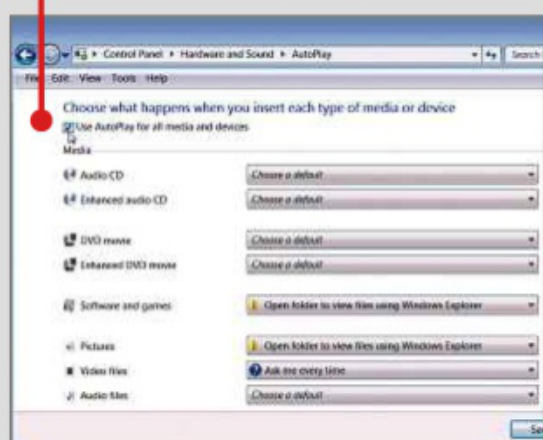 Control Panel ▸ Hardware and Sound ▸ AutoPlay
Search
File Edit View Tools Help
Choose what happens when you insert each type of media or device
Use AutoPlay for all media and devices
Media
Audio CD Choose a default
Enhanced audio CD Choose a default
DVD movie Choose a default
Enhanced DVD movie Choose a default
Software and games Open folder to view files using Windows Explorer
Pictures Open folder to view files using Windows Explorer
Video files Ask me every time
Audio files Choose a default